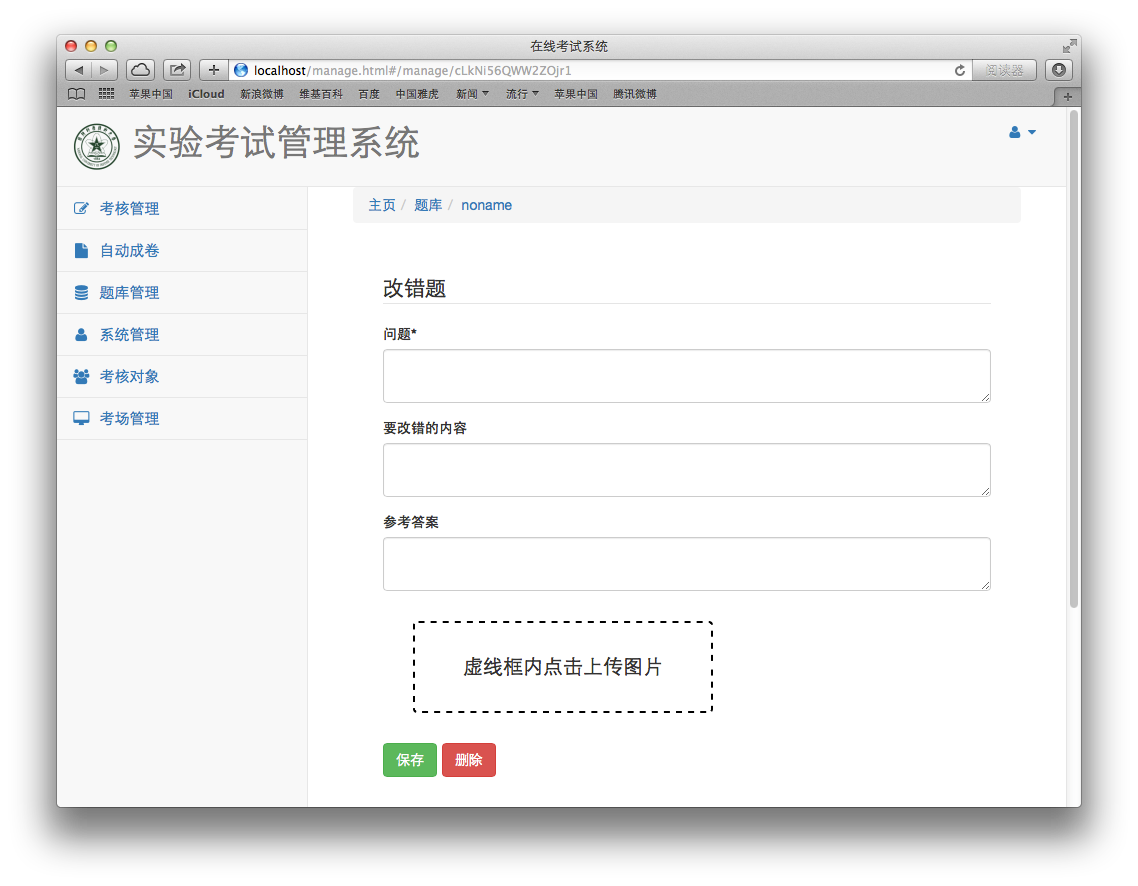 在线考试系统
localhost/manage.html#/manage/cLkNi56QWW2ZOjr1
阅读器
苹果中国 iCloud 新浪微博 维基百科 百度 中国雅虎 新闻 流行 苹果中国 腾讯微博
实验考试管理系统
考核管理
自动成卷
题库管理
系统管理
考核对象
考场管理
主页 / 题库 / noname
改错题
问题*
要改错的内容
参考答案
虚线框内点击上传图片
保存 删除